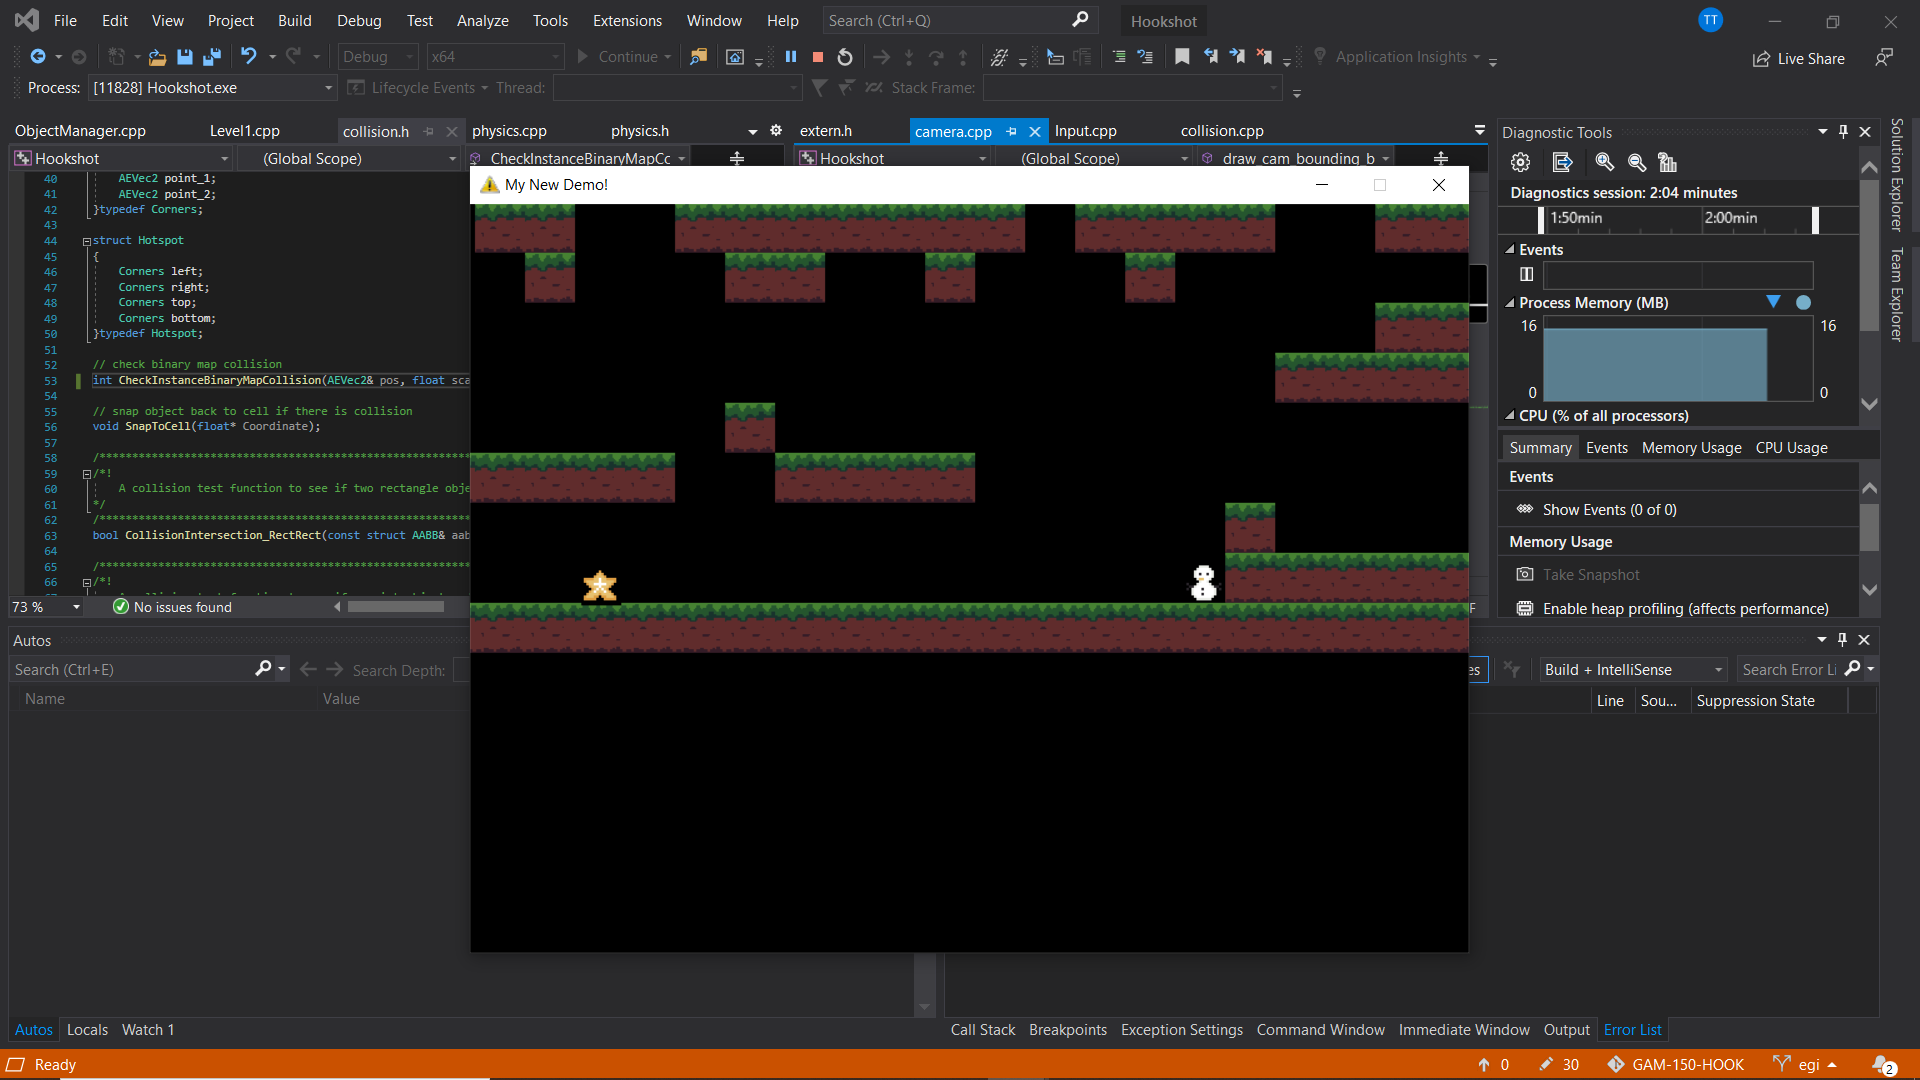 File Edit View Project Build Debug Test Analyze Tools Extensions Window Help Search (Ctrl+Q) Hookshot TT
Debug x64 Continue Application Insights Live Share
Process: [11828] Hookshot.exe Lifecycle Events Thread: Stack Frame:
ObjectManager.cpp Level1.cpp collision.h physics.cpp physics.h extern.h camera.cpp Input.cpp collision.cpp
Hookshot (Global Scope) CheckInstanceBinaryMapCc Hookshot (Global Scope) draw_cam_bounding_b
My New Demo!
40 AEVec2 point_1;
41 AEVec2 point_2;
42 }typedef Corners;
43
44 struct Hotspot
45 {
46 Corners left;
47 Corners right;
48 Corners top;
49 Corners bottom;
50 }typedef Hotspot;
51
52 // check binary map collision
53 int CheckInstanceBinaryMapCollision(AEVec2& pos, float sca
54
55 // snap object back to cell if there is collision
56 void SnapToCell(float* Coordinate);
57
58
59 /*!
60 A collision test function to see if two rectangle obje
61 */
62
63 bool CollisionIntersection_RectRect(const struct AABB& aab
64
65
66 /*!
73 % No issues found
Autos
Search (Ctrl+E) Search Depth:
Name Value
Autos Locals Watch 1
Diagnostic Tools
Diagnostics session: 2:04 minutes
1:50min 2:00min
Events
Process Memory (MB)
16 16
0 0
CPU (% of all processors)
Summary Events Memory Usage CPU Usage
Events
Show Events (0 of 0)
Memory Usage
Take Snapshot
Enable heap profiling (affects performance)
Solution Explorer
Team Explorer
es Build + IntelliSense Search Error Li
Line Sou... Suppression State
Call Stack Breakpoints Exception Settings Command Window Immediate Window Output Error List
Ready 0 30 GAM-150-HOOK egi 2